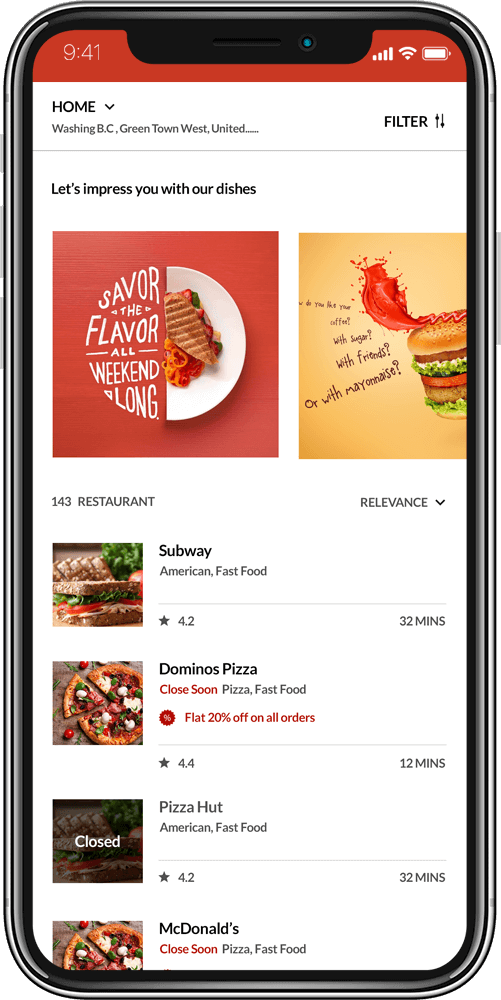 9:41
HOME
Washing B.C , Green Town West, United......
FILTER
Let's impress you with our dishes
SAVOR
THE
FLAVOR
ALL
WEEKEND
LONG.
w do you like your
coffee?
With sugar?
With friends?
Or with mayonnaise?
143 RESTAURANT
RELEVANCE
Subway
American, Fast Food
4.2
32 MINS
Dominos Pizza
Close Soon Pizza, Fast Food
% Flat 20% off on all orders
4.4
12 MINS
Closed
Pizza Hut
American, Fast Food
4.2
32 MINS
McDonald's
Close Soon Pizza, Fast Food